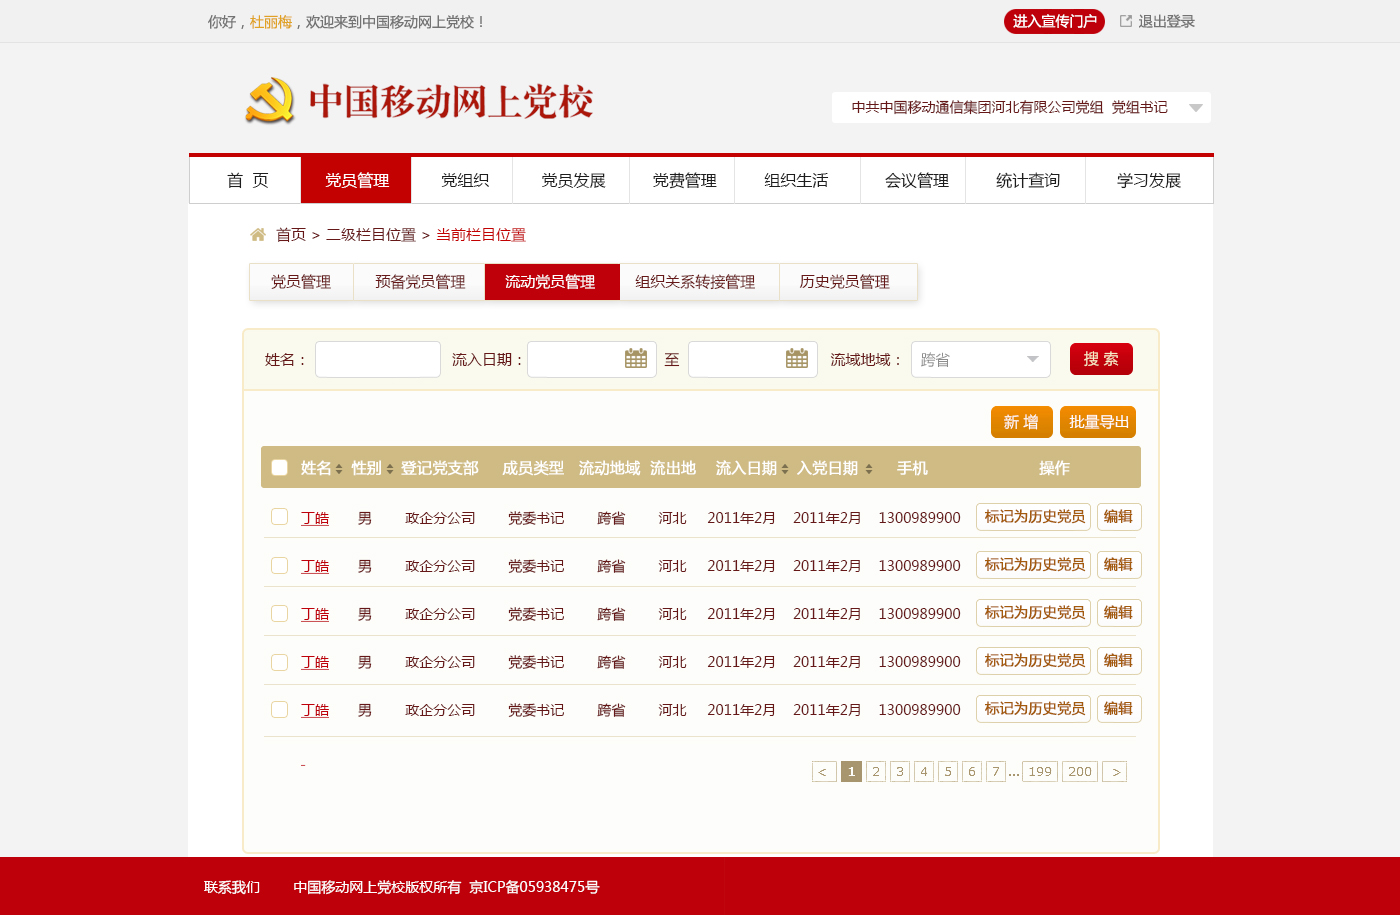 你好，杜丽梅，欢迎来到中国移动网上党校！ 进入宣传门户 退出登录
中国移动网上党校
中共中国移动通信集团河北有限公司党组 党组书记
首 页 党员管理 党组织 党员发展 党费管理 组织生活 会议管理 统计查询 学习发展
首页 > 二级栏目位置 > 当前栏目位置
党员管理 预备党员管理 流动党员管理 组织关系转接管理 历史党员管理
姓名： 流入日期： 至 流域地域： 跨省 搜 索
新 增 批量导出
姓名 性别 登记党支部 成员类型 流动地域 流出地 流入日期 入党日期 手机 操作
丁皓 男 政企分公司 党委书记 跨省 河北 2011年2月 2011年2月 1300989900 标记为历史党员 编辑
丁皓 男 政企分公司 党委书记 跨省 河北 2011年2月 2011年2月 1300989900 标记为历史党员 编辑
丁皓 男 政企分公司 党委书记 跨省 河北 2011年2月 2011年2月 1300989900 标记为历史党员 编辑
丁皓 男 政企分公司 党委书记 跨省 河北 2011年2月 2011年2月 1300989900 标记为历史党员 编辑
丁皓 男 政企分公司 党委书记 跨省 河北 2011年2月 2011年2月 1300989900 标记为历史党员 编辑
- < 1 2 3 4 5 6 7 ... 199 200 >
联系我们 中国移动网上党校版权所有 京ICP备05938475号